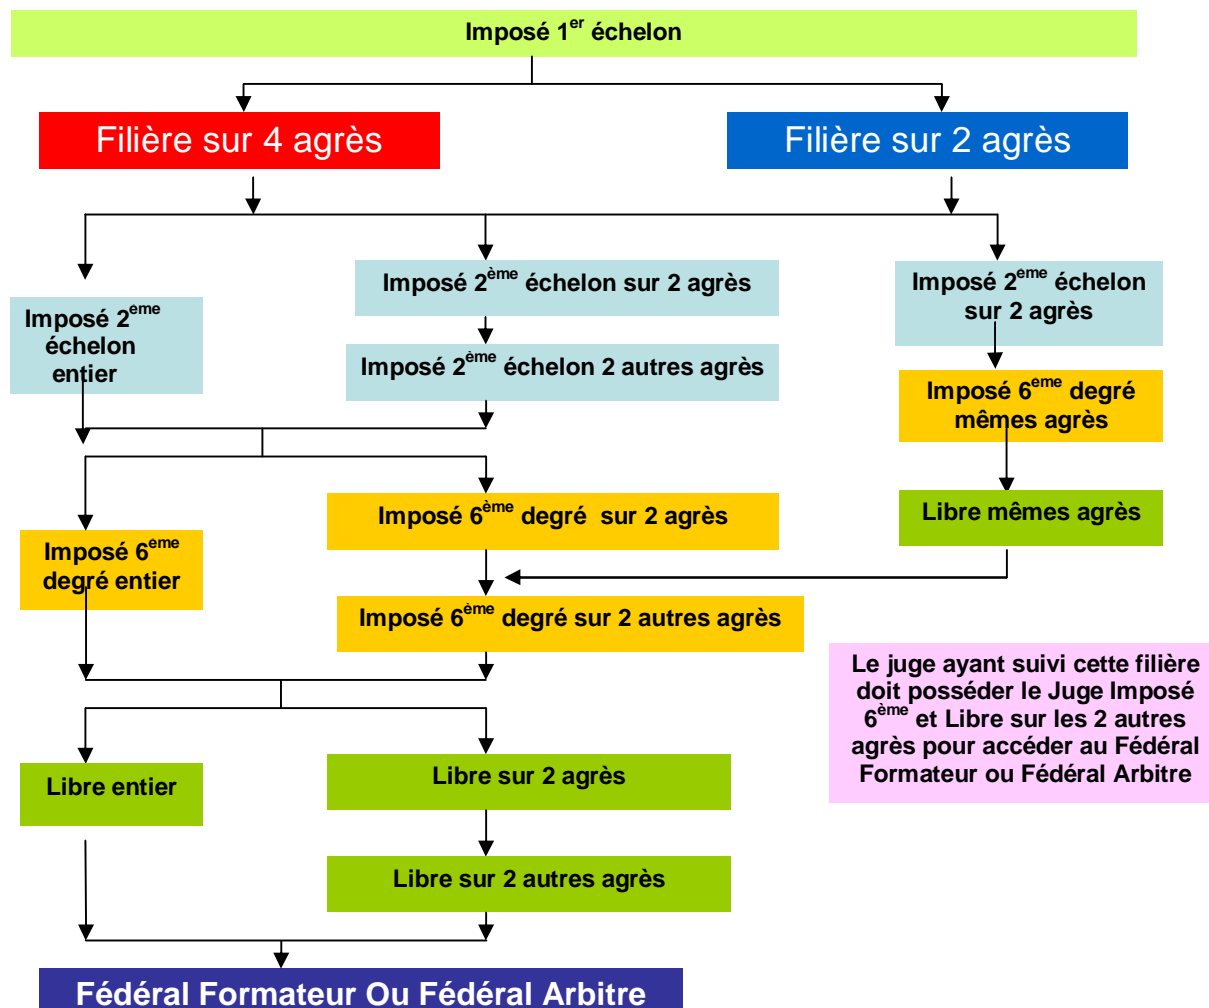 Imposé 1er échelon
Filière sur 4 agrès
Filière sur 2 agrès
Imposé 2eme
échelon
entier
Imposé 2ème échelon sur 2 agrès
Imposé 2ème échelon 2 autres agrès
Imposé 2eme échelon
sur 2 agrès
Imposé 6eme degré
mêmes agrès
Libre mêmes agrès
Imposé 6eme
degré entier
Imposé 6ème degré sur 2 agrès
Imposé 6ème degré sur 2 autres agrès
Le juge ayant suivi cette filière
doit posséder le Juge Imposé
6ème et Libre sur les 2 autres
agrès pour accéder au Fédéral
Formateur ou Fédéral Arbitre
Libre entier
Libre sur 2 agrès
Libre sur 2 autres agrès
Fédéral Formateur Ou Fédéral Arbitre